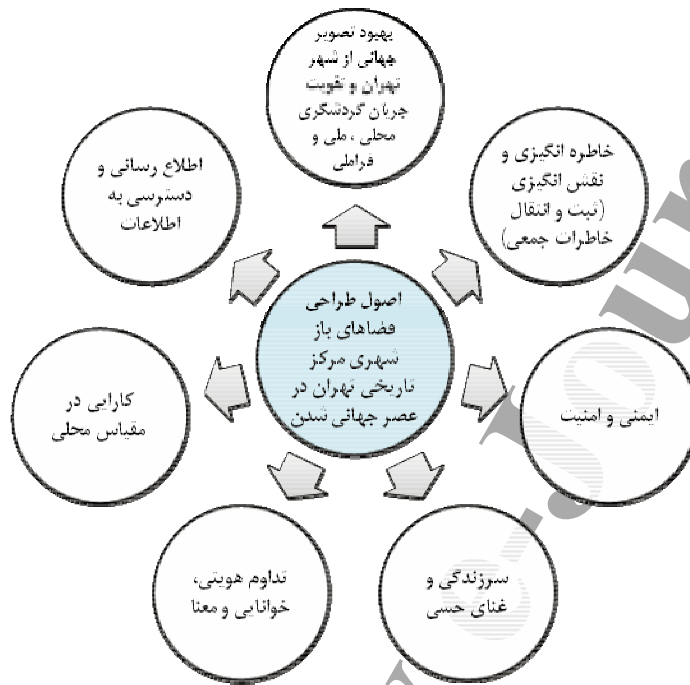 بهبود تصویر
جهانی از شهر
تهران و تقویت
جریان گردشگری
محلی ، ملی و
فراملی
خاطره انگیزی و
نقش انگیزی
(ثبت و انتقال
خاطرات جمعی)
ایمنی و امنیت
سرزندگی و
غنای حسی
تداوم هویتی،
خوانایی و معنا
کارایی در
مقیاس محلی
اطلاع رسانی و
دسترسی به
اطلاعات
اصول طراحی
فضاهای باز
شهری مرکز
تاریخی تهران در
عصر جهانی شدن